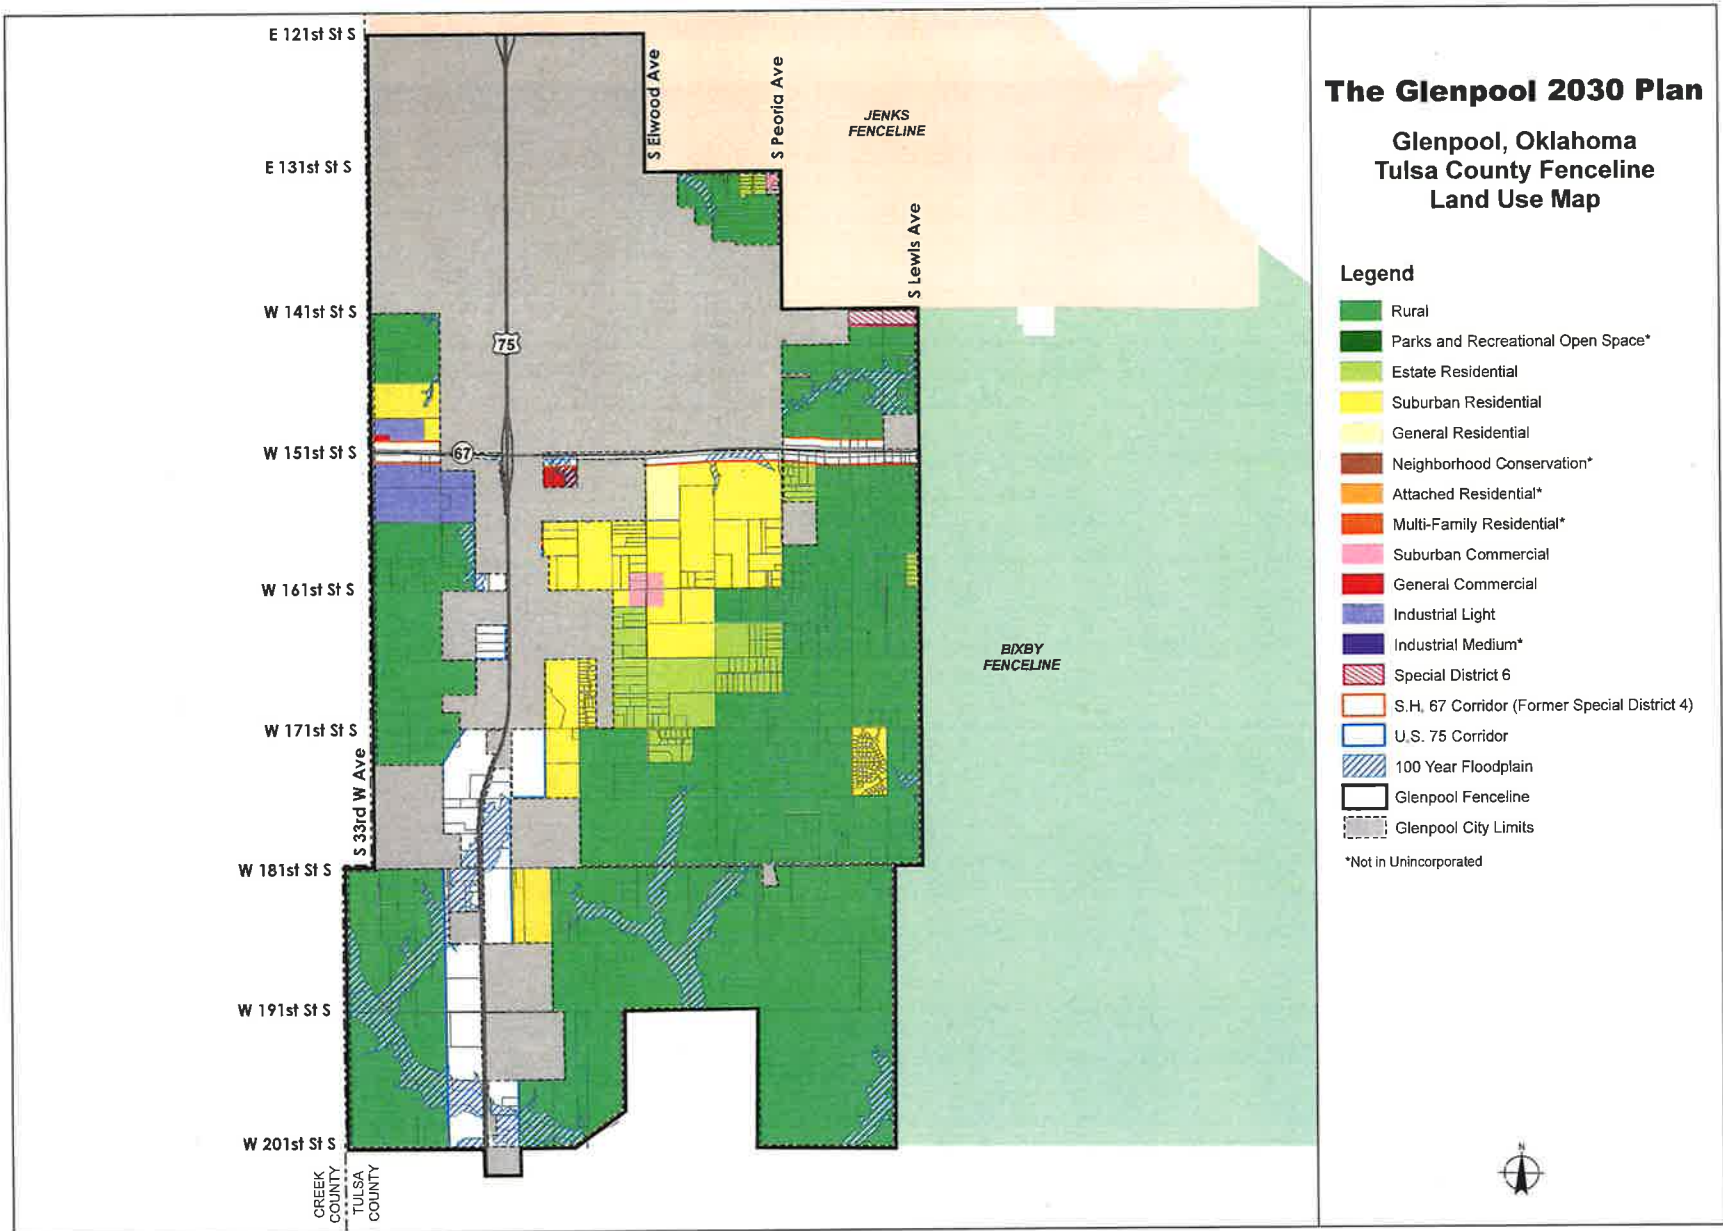 The Glenpool 2030 Plan
Glenpool, Oklahoma
Tulsa County Fenceline
Land Use Map
Legend
Rural
Parks and Recreational Open Space*
Estate Residential
Suburban Residential
General Residential
Neighborhood Conservation*
Attached Residential*
Multi-Family Residential*
Suburban Commercial
General Commercial
Industrial Light
Industrial Medium*
Special District 6
S.H. 67 Corridor (Former Special District 4)
U.S. 75 Corridor
100 Year Floodplain
Glenpool Fenceline
Glenpool City Limits
*Not in Unincorporated
N
E 121st St S
E 131st St S
W 141st St S
W 151st St S
W 161st St S
W 171st St S
W 181st St S
W 191st St S
W 201st St S
S 33rd W Ave
S Elwood Ave
S Peoria Ave
S Lewis Ave
JENKS
FENCELINE
BIXBY
FENCELINE
75
67
CREEK
COUNTY
TULSA
COUNTY